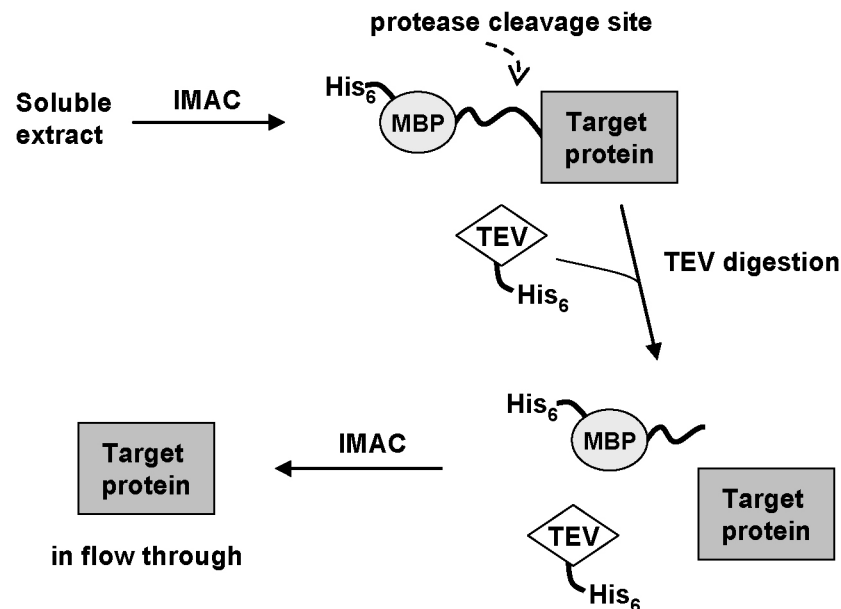 protease cleavage site
Soluble
extract
IMAC
His6
MBP
Target
protein
TEV
His6
TEV digestion
His6
MBP
Target
protein
TEV
His6
IMAC
Target
protein
in flow through